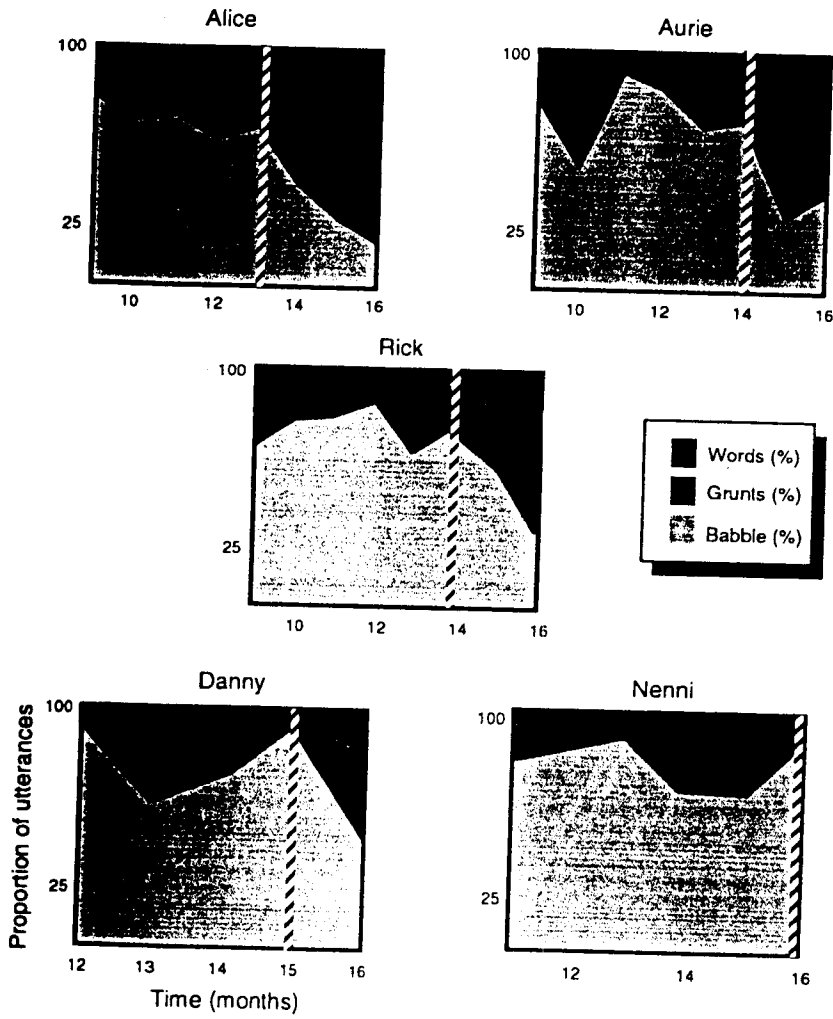 Alice
100
25
10 12 14 16
Aurie
100
25
10 12 14 16
Rick
100
25
10 12 14 16
Words (%)
Grunts (%)
Babble (%)
Danny
100
25
12 13 14 15 16
Proportion of utterances
Time (months)
Nenni
100
25
12 14 16